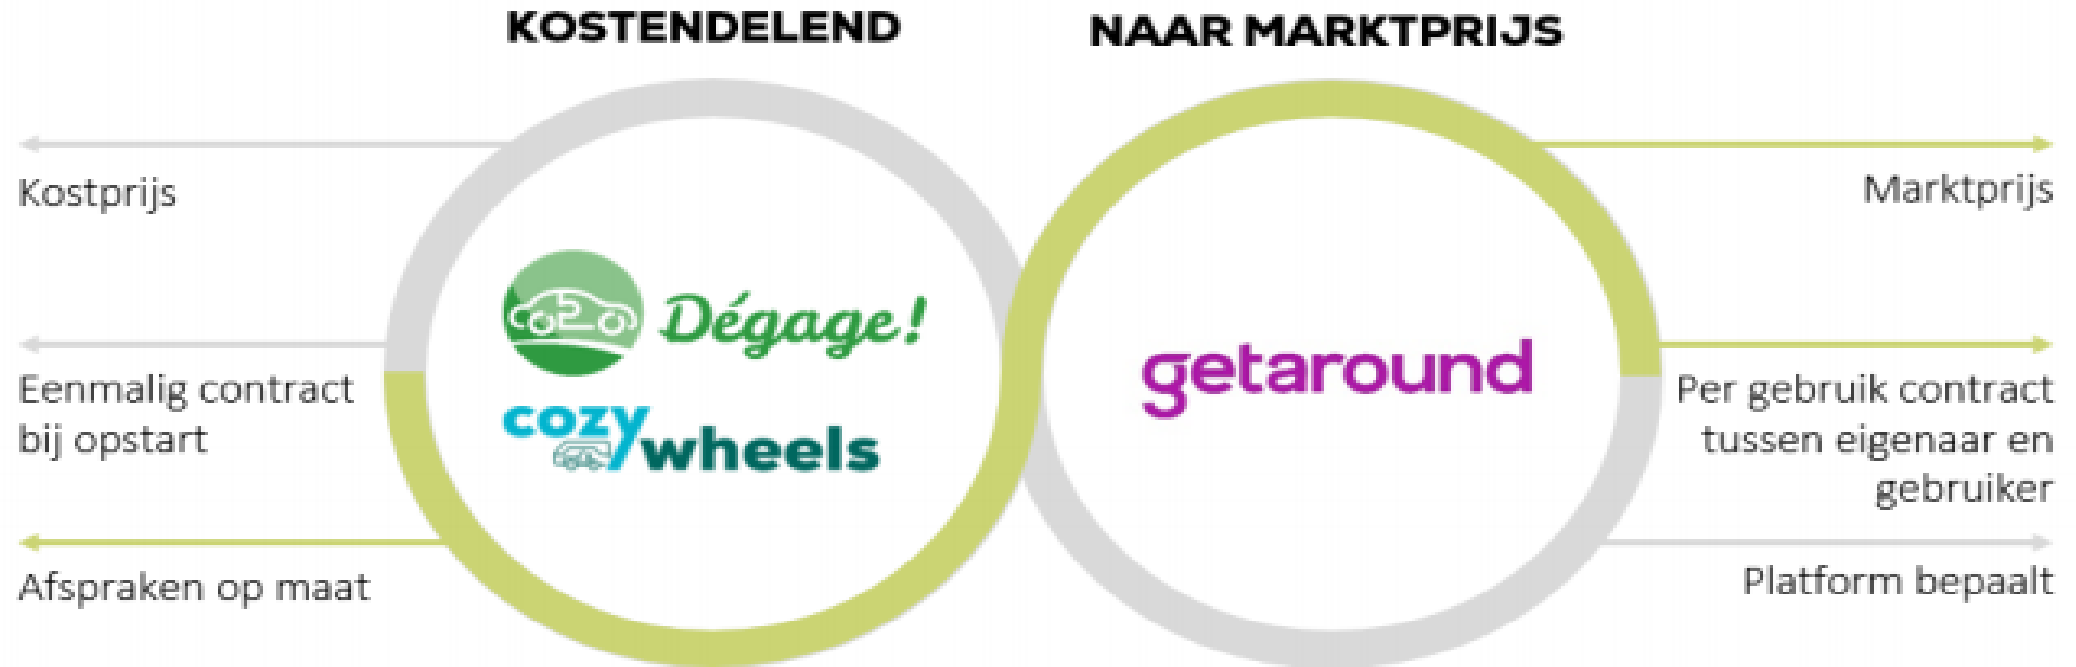 KOSTENDELEND
NAAR MARKTPRIJS
Kostprijs
Eenmalig contract
bij opstart
Afspraken op maat
Dégage!
cozy
wheels
getaround
Marktprijs
Per gebruik contract
tussen eigenaar en
gebruiker
Platform bepaalt